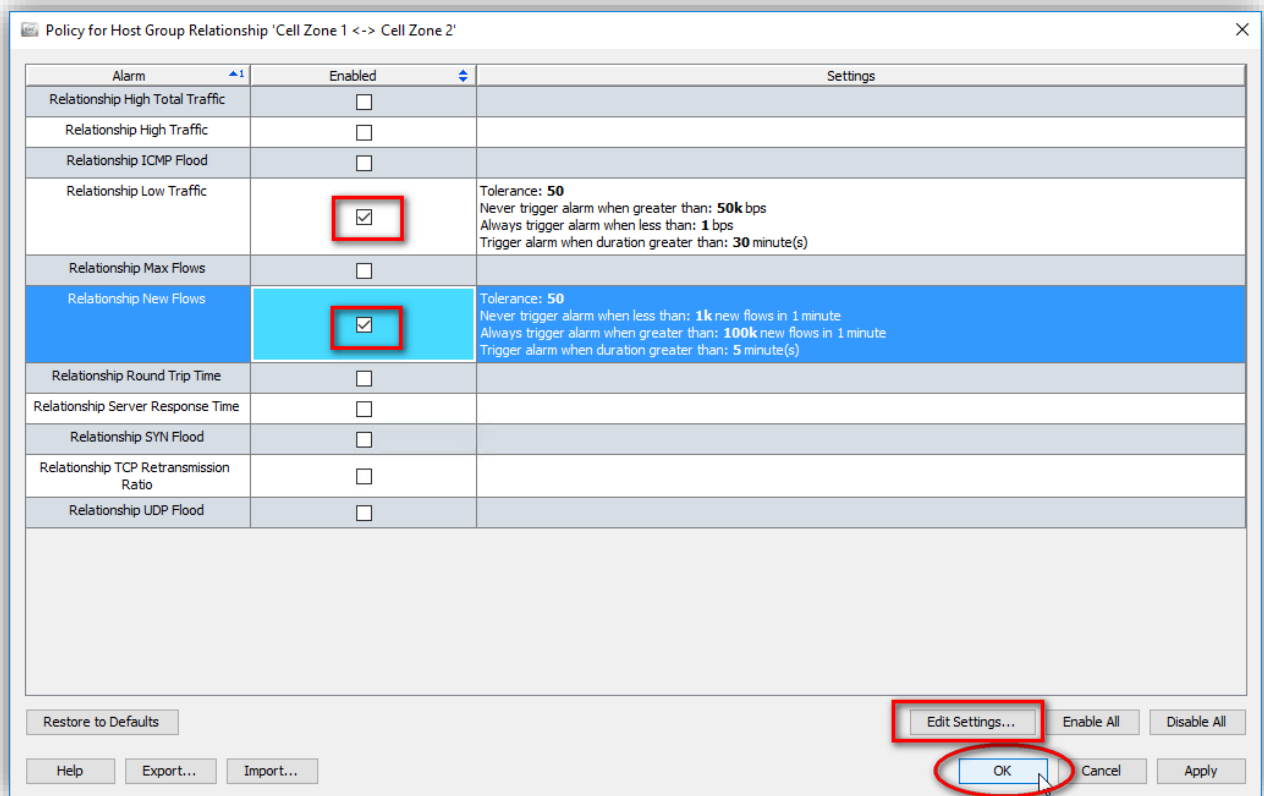 Policy for Host Group Relationship 'Cell Zone 1 <-> Cell Zone 2'
Alarm 1 Enabled Settings
Relationship High Total Traffic
Relationship High Traffic
Relationship ICMP Flood
Relationship Low Traffic
Tolerance: 50
Never trigger alarm when greater than: 50k bps
Always trigger alarm when less than: 1 bps
Trigger alarm when duration greater than: 30 minute(s)
Relationship Max Flows
Relationship New Flows
Tolerance: 50
Never trigger alarm when less than: 1k new flows in 1 minute
Always trigger alarm when greater than: 100k new flows in 1 minute
Trigger alarm when duration greater than: 5 minute(s)
Relationship Round Trip Time
Relationship Server Response Time
Relationship SYN Flood
Relationship TCP Retransmission
Ratio
Relationship UDP Flood
Restore to Defaults Edit Settings... Enable All Disable All
Help Export... Import... OK Cancel Apply